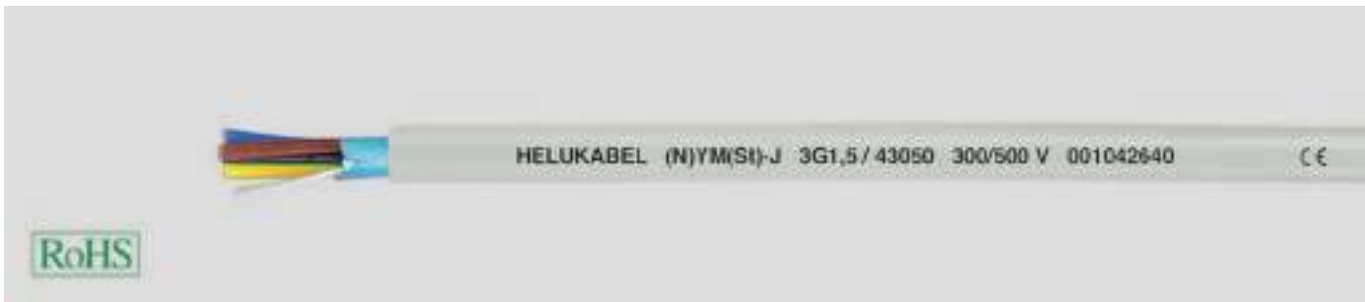 HELUKABEL (N)YM(St)-J 3G1,5 / 43050 300/500 V 001042640 CE
RoHS